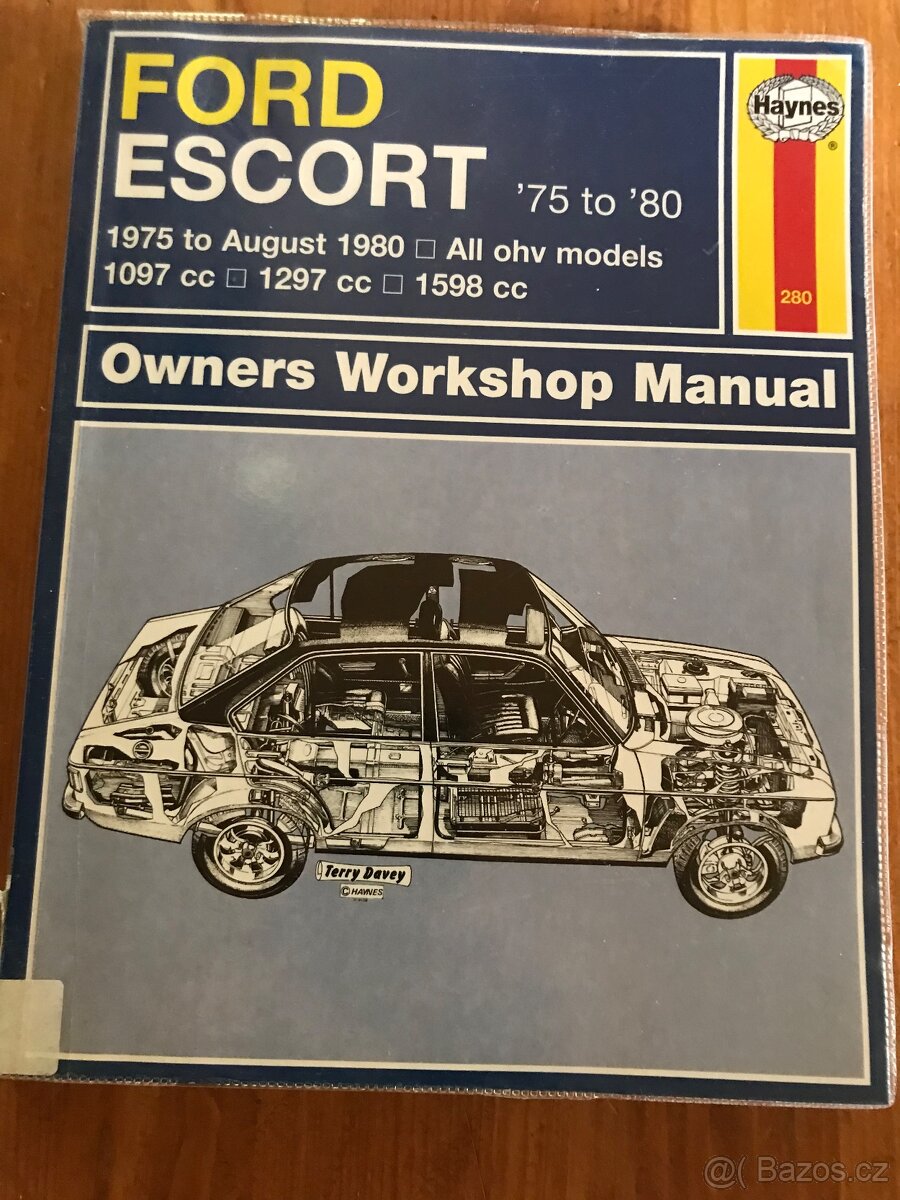 FORD
ESCORT '75 to '80
1975 to August 1980 □ All ohv models
1097 cc □ 1297 cc □ 1598 cc
Haynes
®
280
Owners Workshop Manual
Terry Davey
© HAYNES
@( Bazos.cz